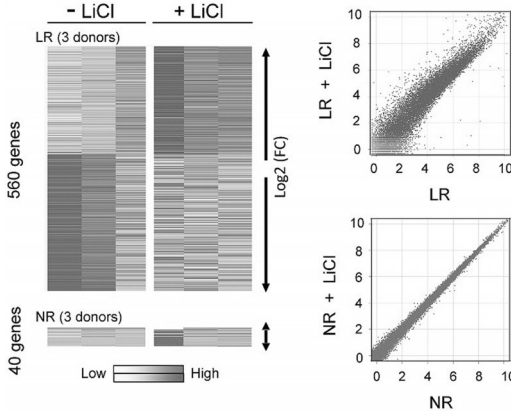 − LiCl + LiCl
LR (3 donors)
560 genes
Log2 (FC)
NR (3 donors)
40 genes
Low High
LR + LiCl
10
8
6
4
2
0
0 2 4 6 8 10
LR
NR + LiCl
10
8
6
4
2
0
0 2 4 6 8 10
NR